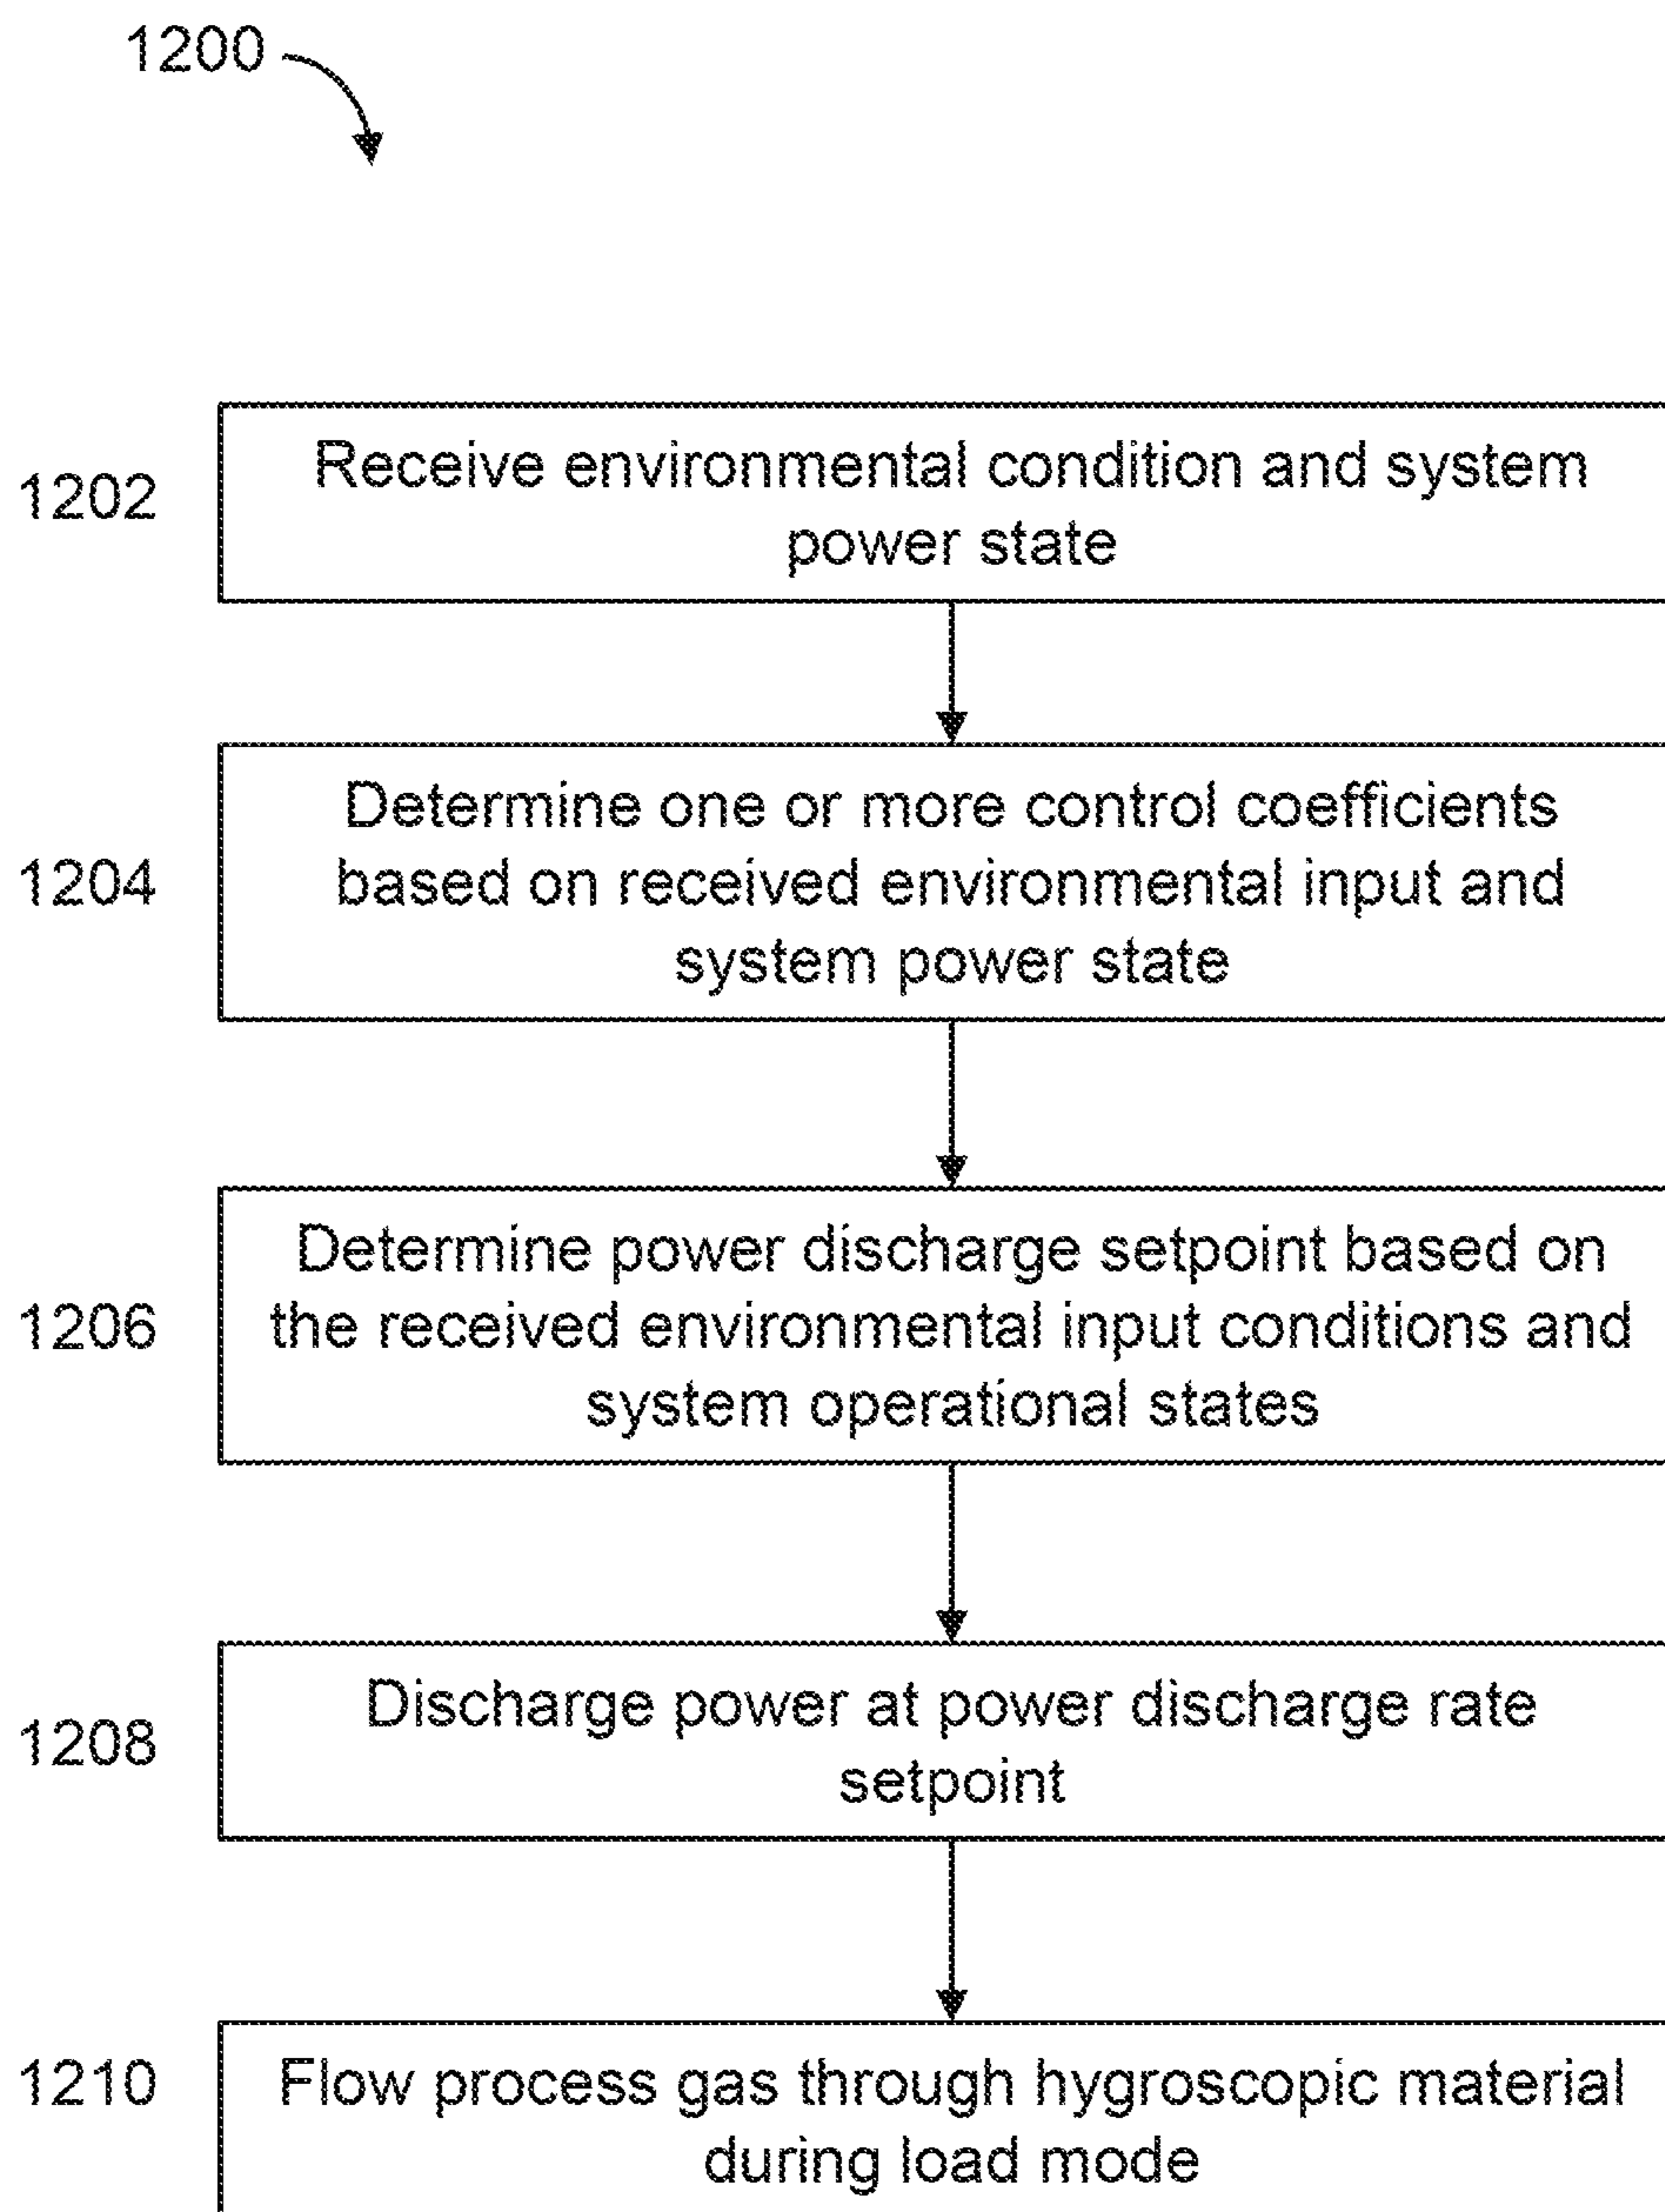 1200
1202
Receive environmental condition and system
power state
1204
Determine one or more control coefficients
based on received environmental input and
system power state
1206
Determine power discharge setpoint based on
the received environmental input conditions and
system operational states
1208
Discharge power at power discharge rate
setpoint
1210
Flow process gas through hygroscopic material
during load mode